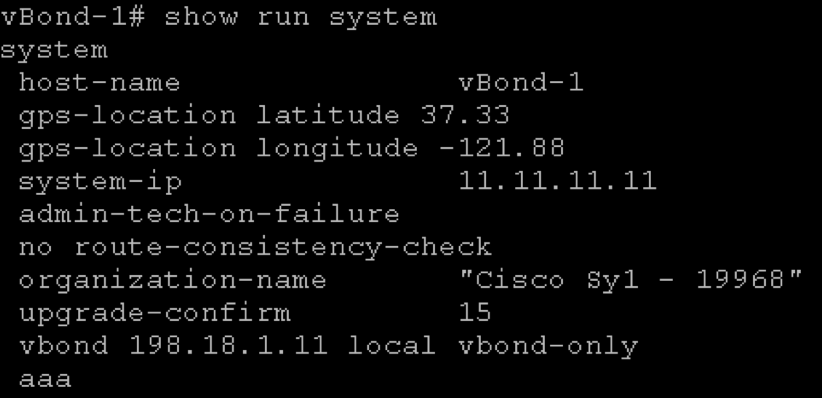 vBond-1# show run system
system
host-name vBond-1
gps-location latitude 37.33
gps-location longitude -121.88
system-ip 11.11.11.11
admin-tech-on-failure
no route-consistency-check
organization-name "Cisco Sy1 - 19968"
upgrade-confirm 15
vbond 198.18.1.11 local vbond-only
aaa